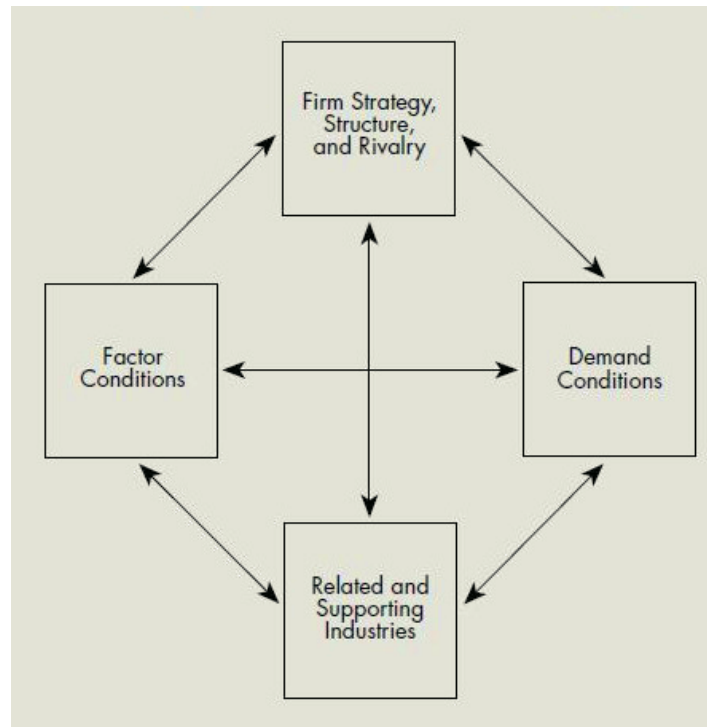 Firm Strategy,
Structure,
and Rivalry
Factor
Conditions
Demand
Conditions
Related and
Supporting
Industries